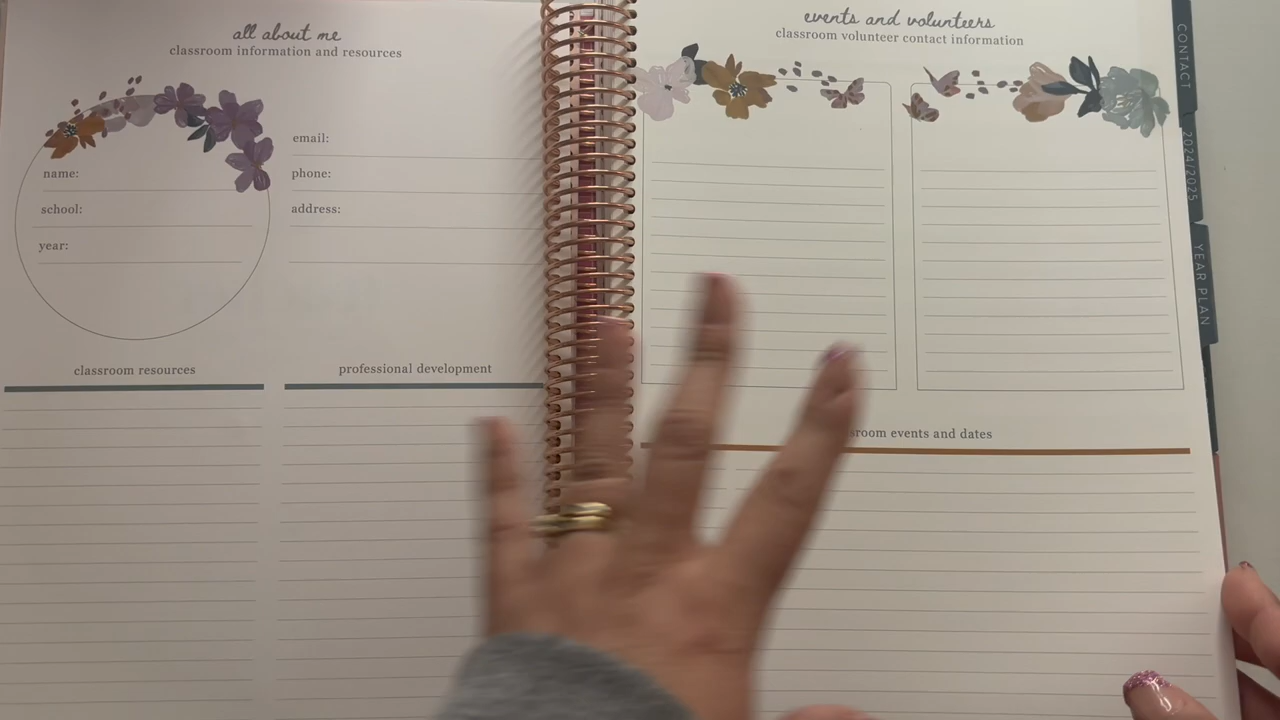 all about me
classroom information and resources
name:
school:
year:
email:
phone:
address:
classroom resources
professional development
events and volunteers
classroom volunteer contact information
events and dates
CONTACT
2024/2025
YEAR PLAN